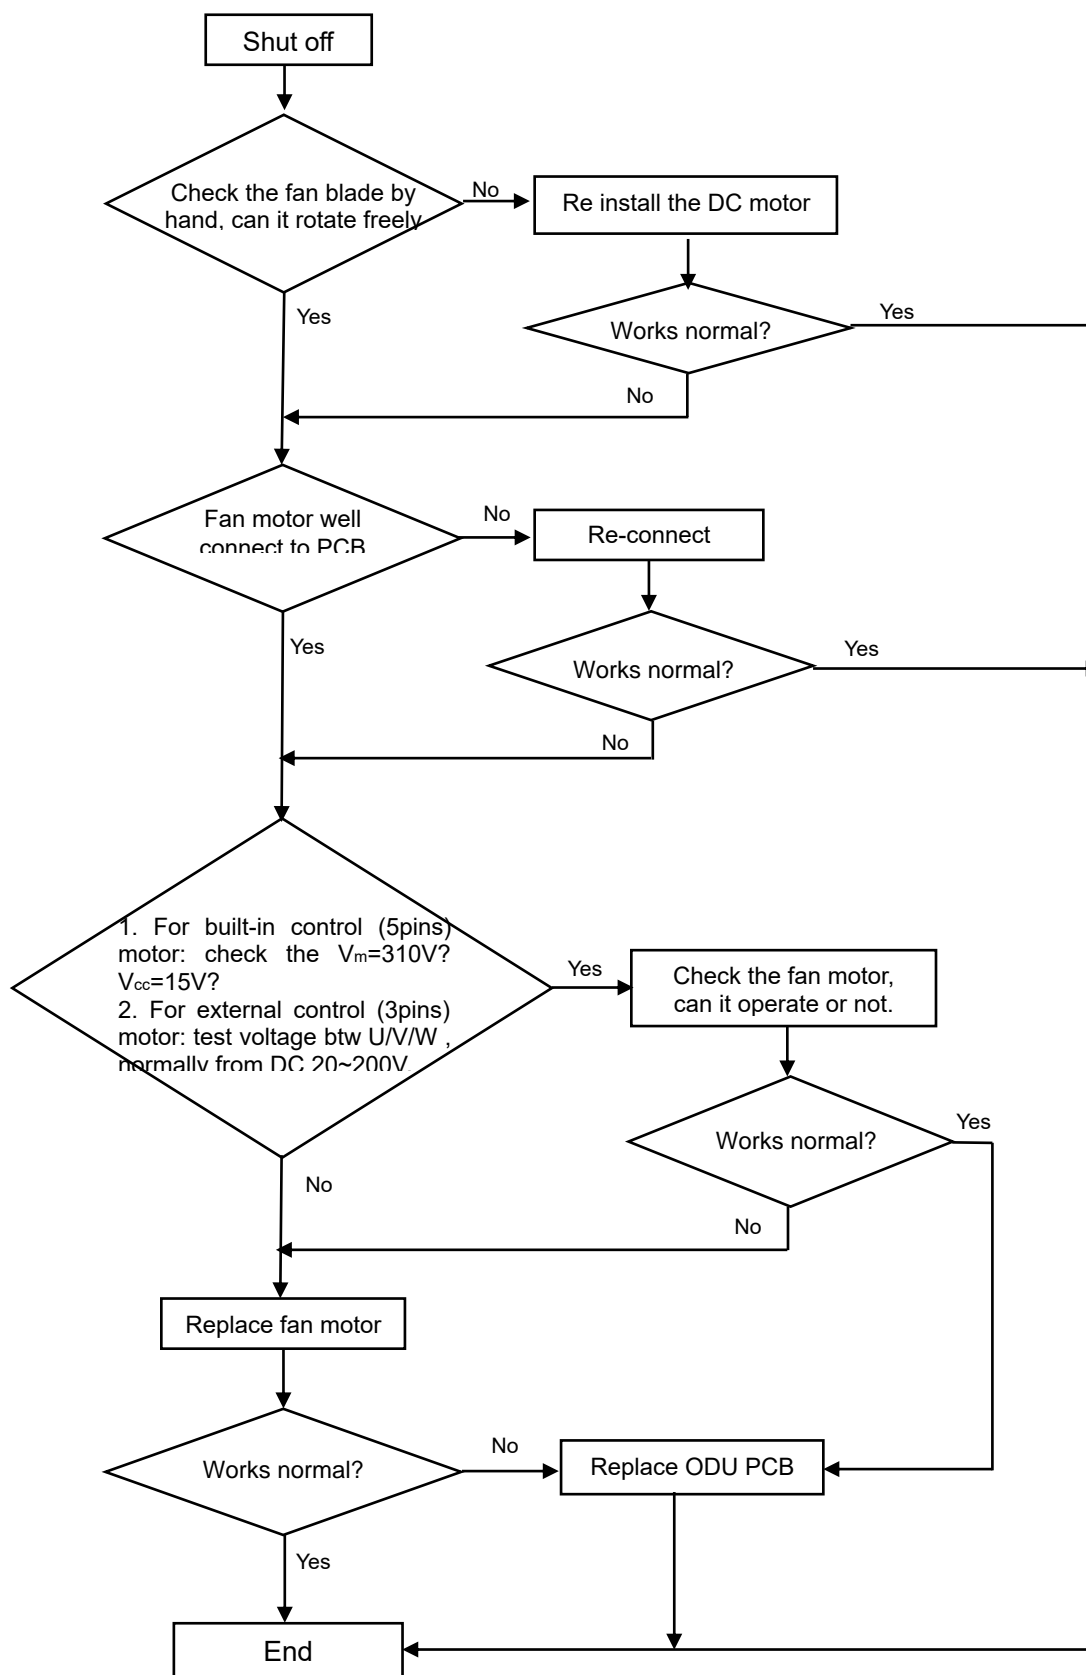 Shut off
Check the fan blade by
hand, can it rotate freely
No
Re install the DC motor
Yes
Works normal?
Yes
No
Fan motor well
connect to PCB
No
Re-connect
Yes
Works normal?
Yes
No
1. For built-in control (5pins)
motor: check the Vm=310V?
Vcc=15V?
2. For external control (3pins)
motor: test voltage btw U/V/W ,
normally from DC 20~200V.
Yes
Check the fan motor,
can it operate or not.
Works normal?
Yes
No
No
Replace fan motor
Works normal?
No
Replace ODU PCB
Yes
End